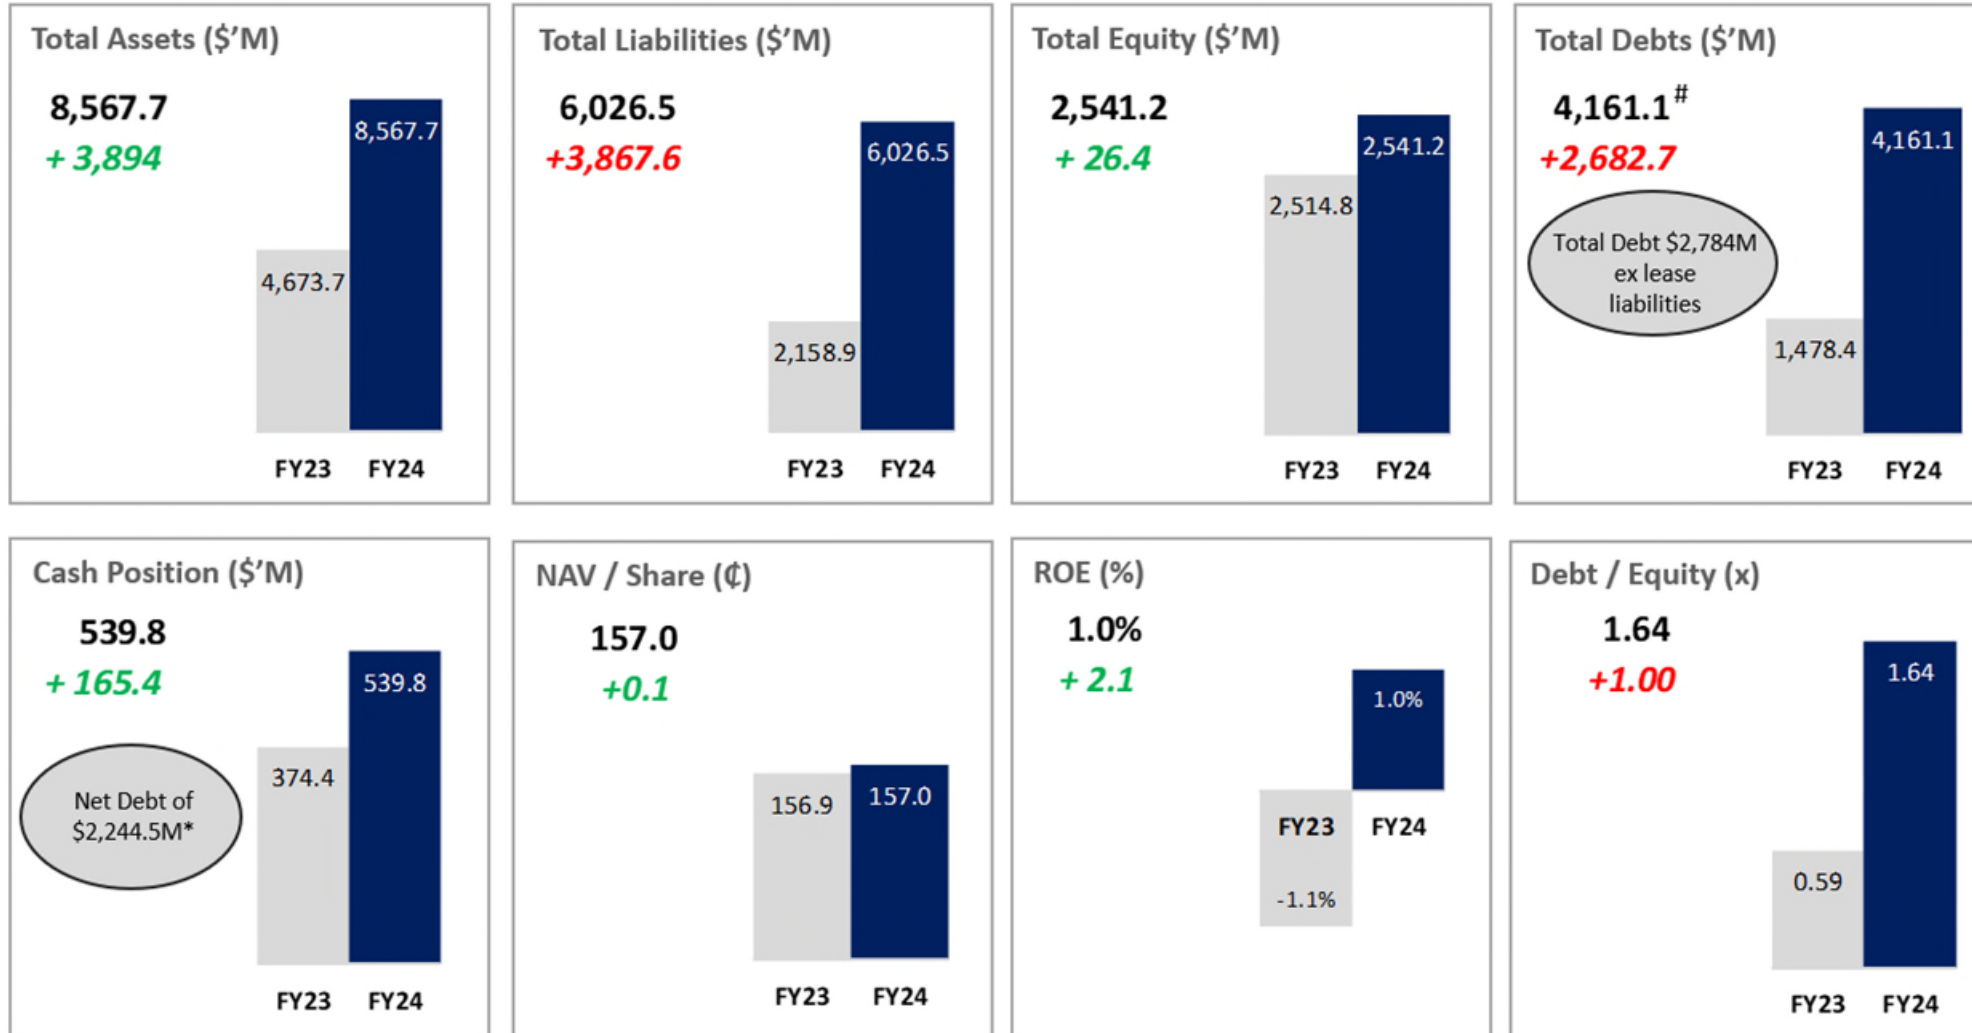 Total Assets ($’M)
8,567.7
+ 3,894
8,567.7
4,673.7
FY23 FY24
Total Liabilities ($’M)
6,026.5
+3,867.6
6,026.5
2,158.9
FY23 FY24
Total Equity ($’M)
2,541.2
+ 26.4
2,541.2
2,514.8
FY23 FY24
Total Debts ($’M)
4,161.1#
+2,682.7
4,161.1
Total Debt $2,784M
ex lease
liabilities
1,478.4
FY23 FY24
Cash Position ($’M)
539.8
+ 165.4
539.8
374.4
Net Debt of
$2,244.5M*
FY23 FY24
NAV / Share (₵)
157.0
+0.1
156.9 157.0
FY23 FY24
ROE (%)
1.0%
+ 2.1
1.0%
FY23 FY24
-1.1%
Debt / Equity (x)
1.64
+1.00
1.64
0.59
FY23 FY24